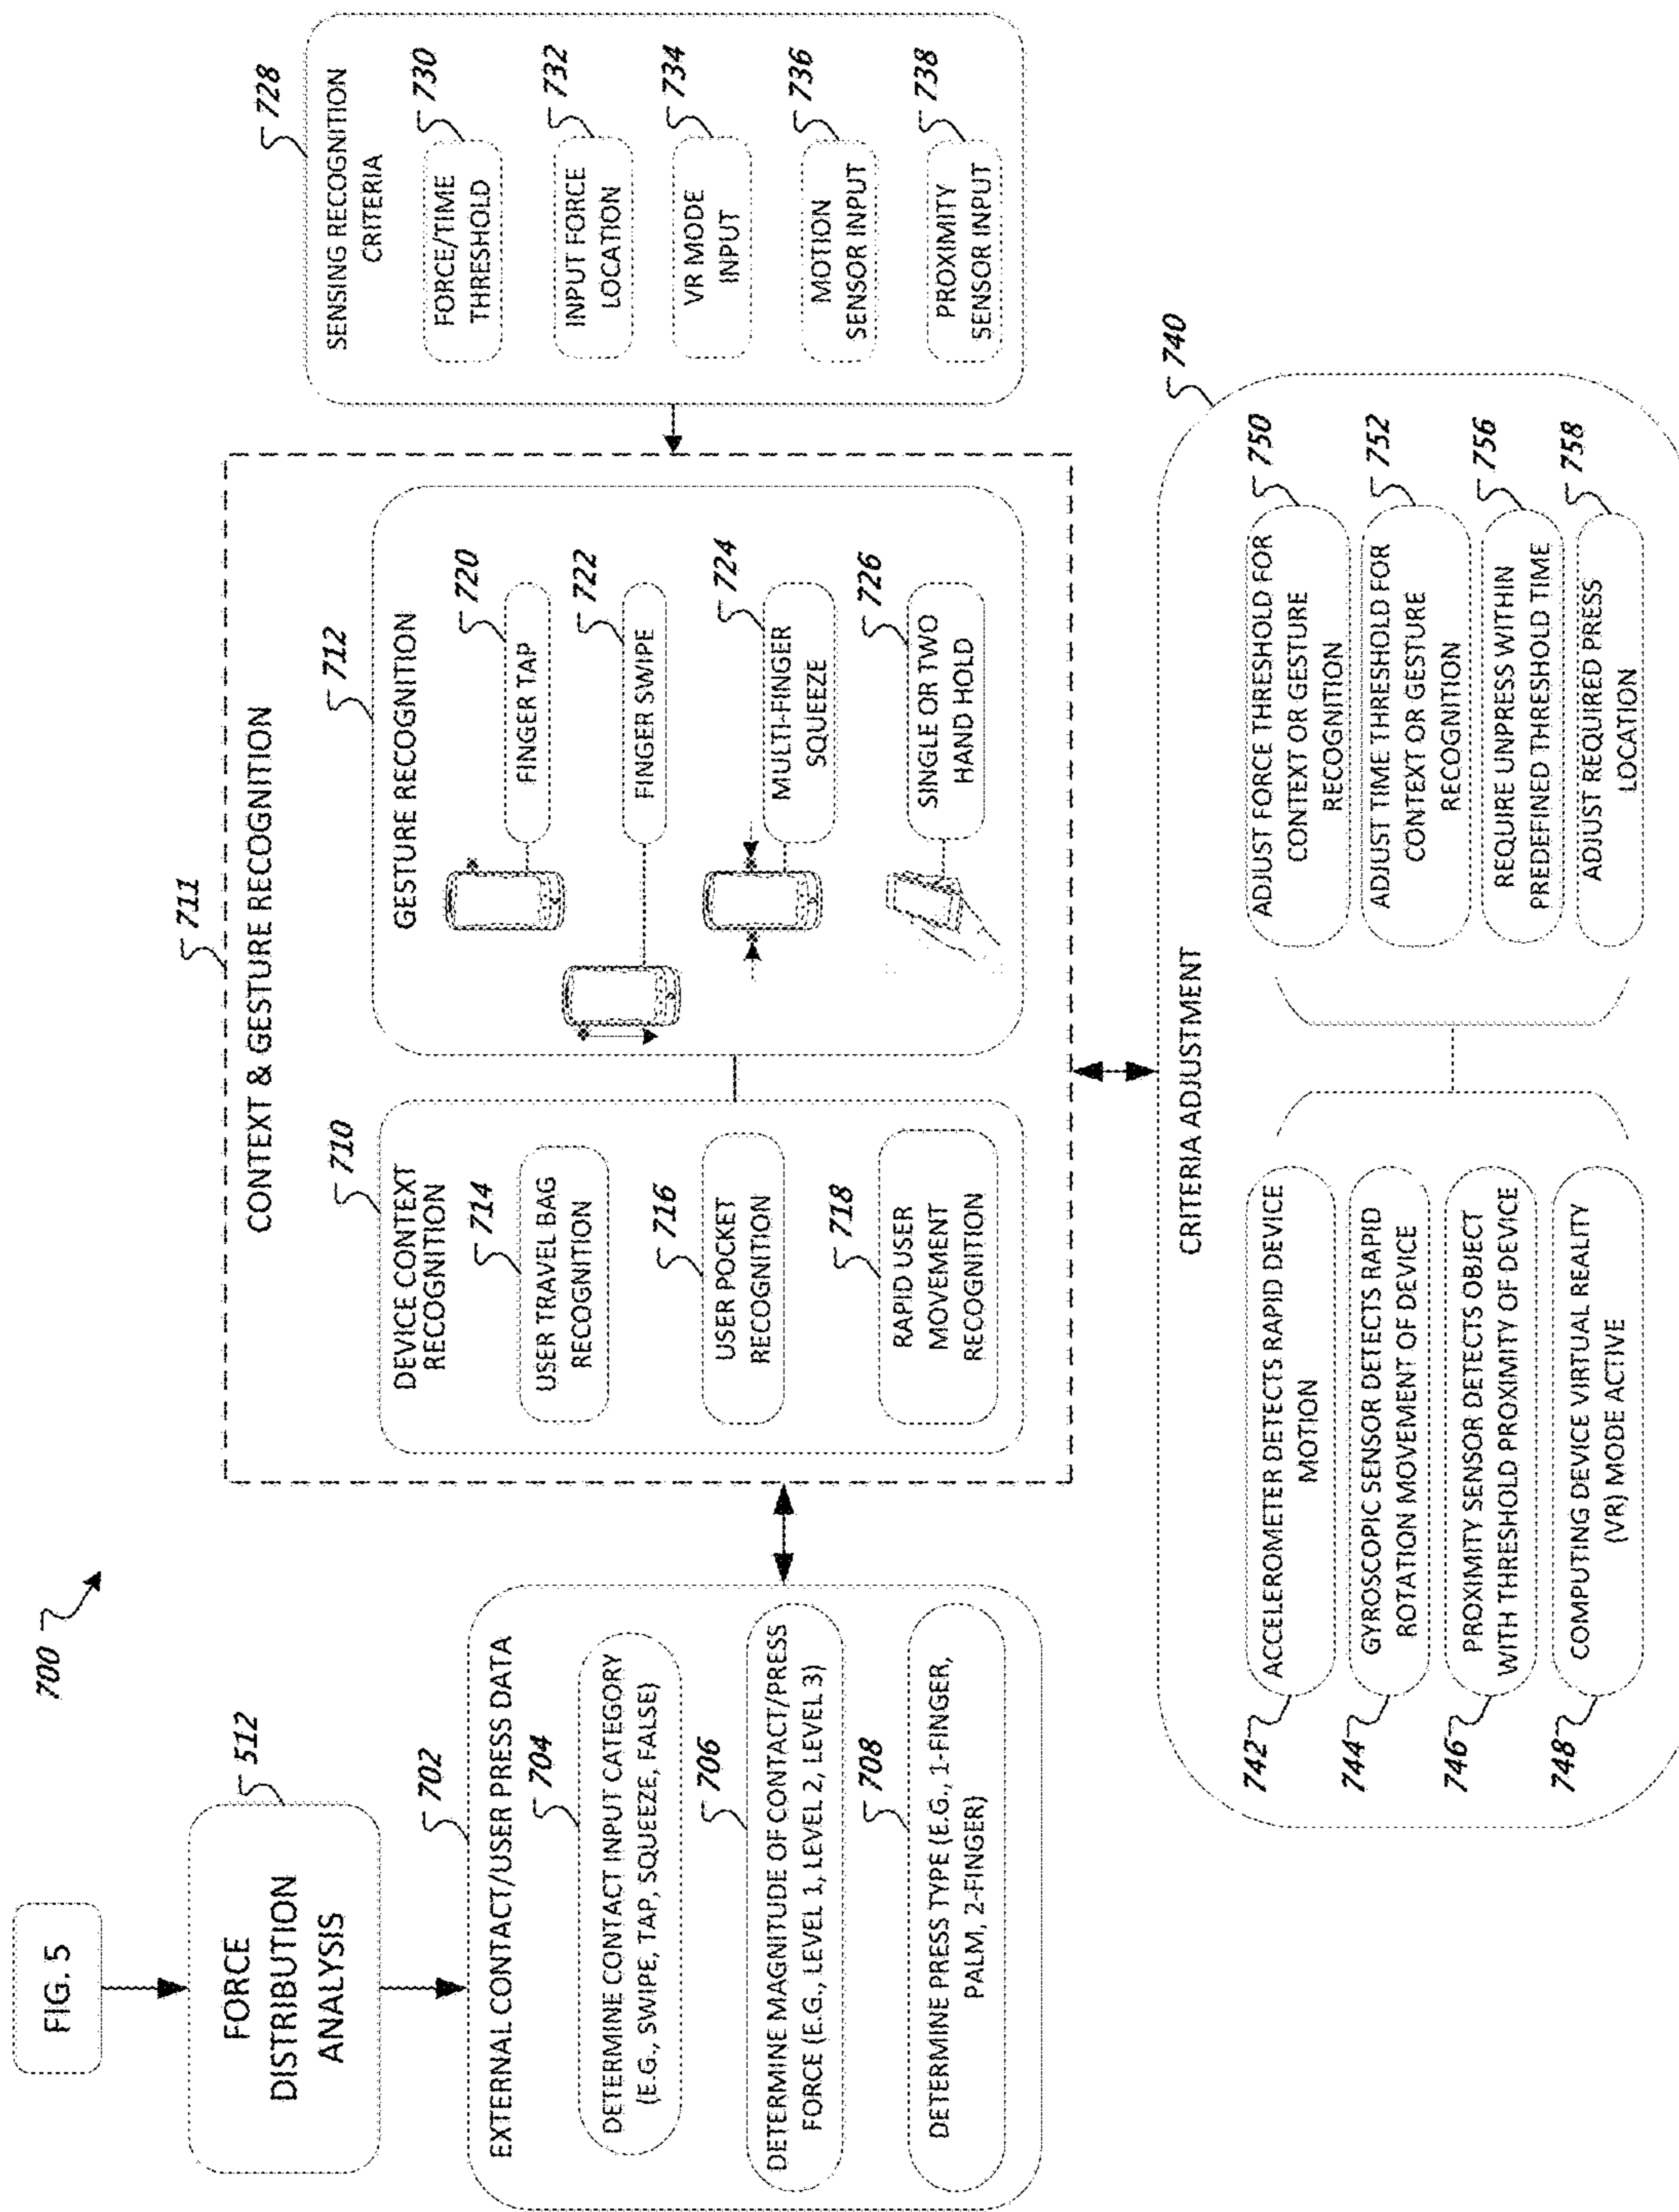 700
FIG. 5
FORCE
DISTRIBUTION
ANALYSIS
512
702
EXTERNAL CONTACT/USER PRESS DATA
704
DETERMINE CONTACT INPUT CATEGORY
(E.G., SWIPE, TAP, SQUEEZE, FALSE)
706
DETERMINE MAGNITUDE OF CONTACT/PRESS
FORCE (E.G., LEVEL 1, LEVEL 2, LEVEL 3)
708
DETERMINE PRESS TYPE (E.G., 1-FINGER,
PALM, 2-FINGER)
711
CONTEXT & GESTURE RECOGNITION
710
DEVICE CONTEXT
RECOGNITION
714
USER TRAVEL BAG
RECOGNITION
716
USER POCKET
RECOGNITION
718
RAPID USER
MOVEMENT
RECOGNITION
712
GESTURE RECOGNITION
720
FINGER TAP
722
FINGER SWIPE
724
MULTI-FINGER
SQUEEZE
726
SINGLE OR TWO
HAND HOLD
728
SENSING RECOGNITION
CRITERIA
730
FORCE/TIME
THRESHOLD
732
INPUT FORCE
LOCATION
734
VR MODE
INPUT
736
MOTION
SENSOR INPUT
738
PROXIMITY
SENSOR INPUT
740
CRITERIA ADJUSTMENT
742
ACCELEROMETER DETECTS RAPID DEVICE
MOTION
744
GYROSCOPIC SENSOR DETECTS RAPID
ROTATION MOVEMENT OF DEVICE
746
PROXIMITY SENSOR DETECTS OBJECT
WITH THRESHOLD PROXIMITY OF DEVICE
748
COMPUTING DEVICE VIRTUAL REALITY
(VR) MODE ACTIVE
750
ADJUST FORCE THRESHOLD FOR
CONTEXT OR GESTURE
RECOGNITION
752
ADJUST TIME THRESHOLD FOR
CONTEXT OR GESTURE
RECOGNITION
756
REQUIRE UNPRESS WITHIN
PREDEFINED THRESHOLD TIME
758
ADJUST REQUIRED PRESS
LOCATION